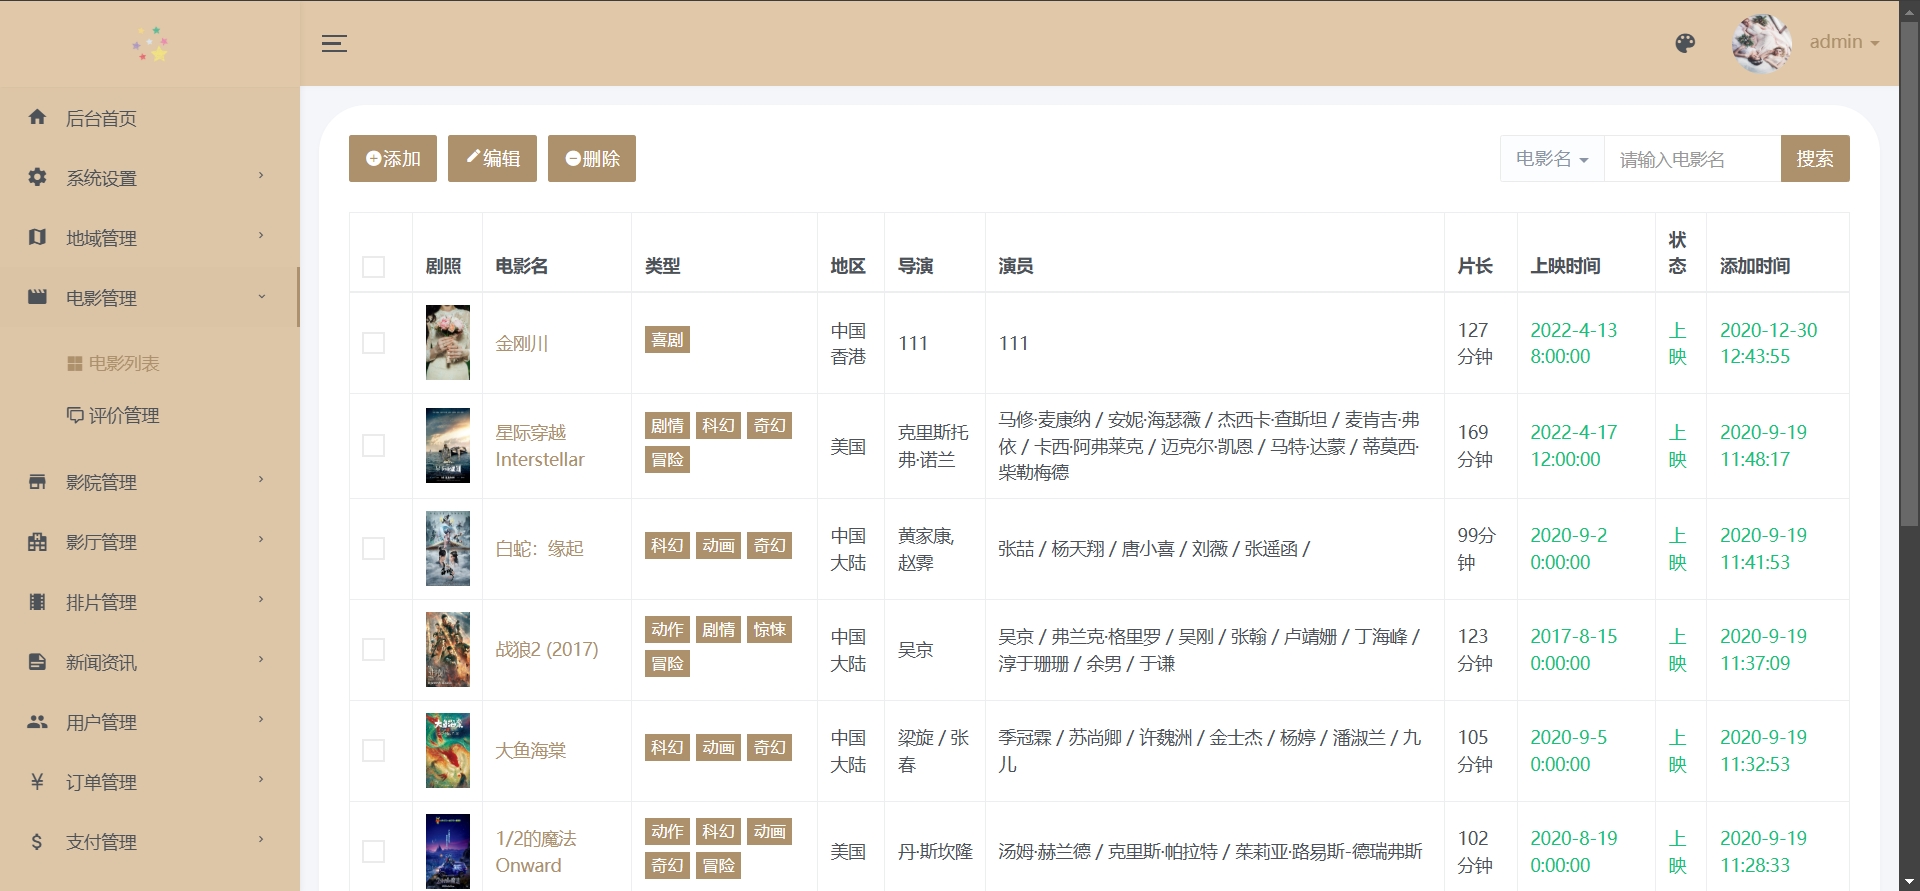 admin
后台首页
系统设置
地域管理
电影管理
电影列表
评价管理
影院管理
影厅管理
排片管理
新闻资讯
用户管理
订单管理
支付管理
添加 编辑 删除 电影名 请输入电影名 搜索
剧照 电影名 类型 地区 导演 演员 片长 上映时间 状态 添加时间
金刚川
喜剧
中国
香港
111
111
127
分钟
2022-4-13
8:00:00
上
映
2020-12-30
12:43:55
星际穿越
Interstellar
剧情 科幻 奇幻
冒险
美国
克里斯托
弗·诺兰
马修·麦康纳 / 安妮·海瑟薇 / 杰西卡·查斯坦 / 麦肯吉·弗
依 / 卡西·阿弗莱克 / 迈克尔·凯恩 / 马特·达蒙 / 蒂莫西·
柴勒梅德
169
分钟
2022-4-17
12:00:00
上
映
2020-9-19
11:48:17
白蛇：缘起
科幻 动画 奇幻
中国
大陆
黄家康,
赵霁
张喆 / 杨天翔 / 唐小喜 / 刘薇 / 张遥函 /
99分
钟
2020-9-2
0:00:00
上
映
2020-9-19
11:41:53
战狼2 (2017)
动作 剧情 惊悚
冒险
中国
大陆
吴京
吴京 / 弗兰克·格里罗 / 吴刚 / 张翰 / 卢靖姗 / 丁海峰 /
淳于珊珊 / 余男 / 于谦
123
分钟
2017-8-15
0:00:00
上
映
2020-9-19
11:37:09
大鱼海棠
科幻 动画 奇幻
中国
大陆
梁旋 / 张
春
季冠霖 / 苏尚卿 / 许魏洲 / 金士杰 / 杨婷 / 潘淑兰 / 九
儿
105
分钟
2020-9-5
0:00:00
上
映
2020-9-19
11:32:53
1/2的魔法
Onward
动作 科幻 动画
奇幻 冒险
美国
丹·斯坎隆
汤姆·赫兰德 / 克里斯·帕拉特 / 茱莉亚·路易斯-德瑞弗斯
102
分钟
2020-8-19
0:00:00
上
映
2020-9-19
11:28:33